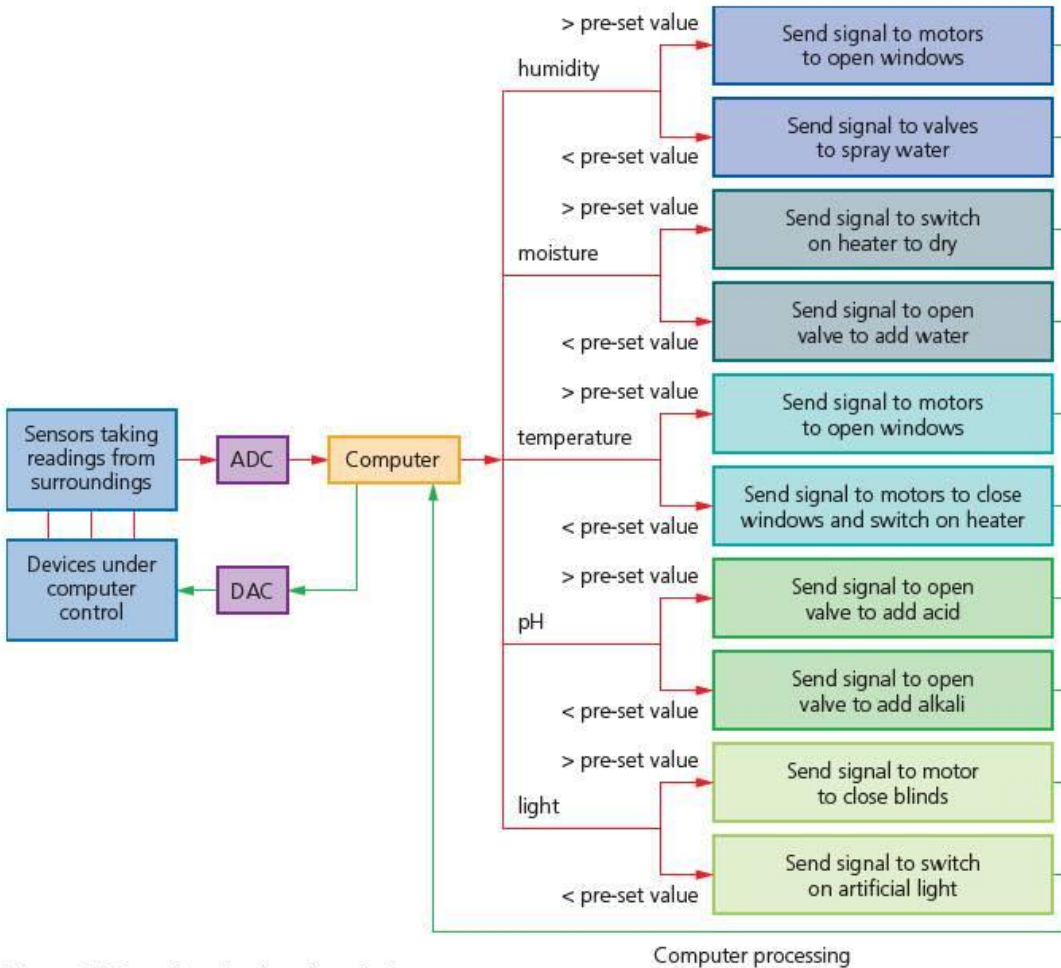 > pre-set value
Send signal to motors
to open windows
humidity
Send signal to valves
to spray water
< pre-set value
> pre-set value
Send signal to switch
on heater to dry
moisture
Send signal to open
valve to add water
< pre-set value
> pre-set value
Send signal to motors
to open windows
Sensors taking
readings from
surroundings
ADC
Computer
temperature
Send signal to motors to close
windows and switch on heater
< pre-set value
Devices under
computer
control
DAC
> pre-set value
Send signal to open
valve to add acid
pH
Send signal to open
valve to add alkali
< pre-set value
> pre-set value
Send signal to motor
to close blinds
light
Send signal to switch
on artificial light
< pre-set value
Computer processing